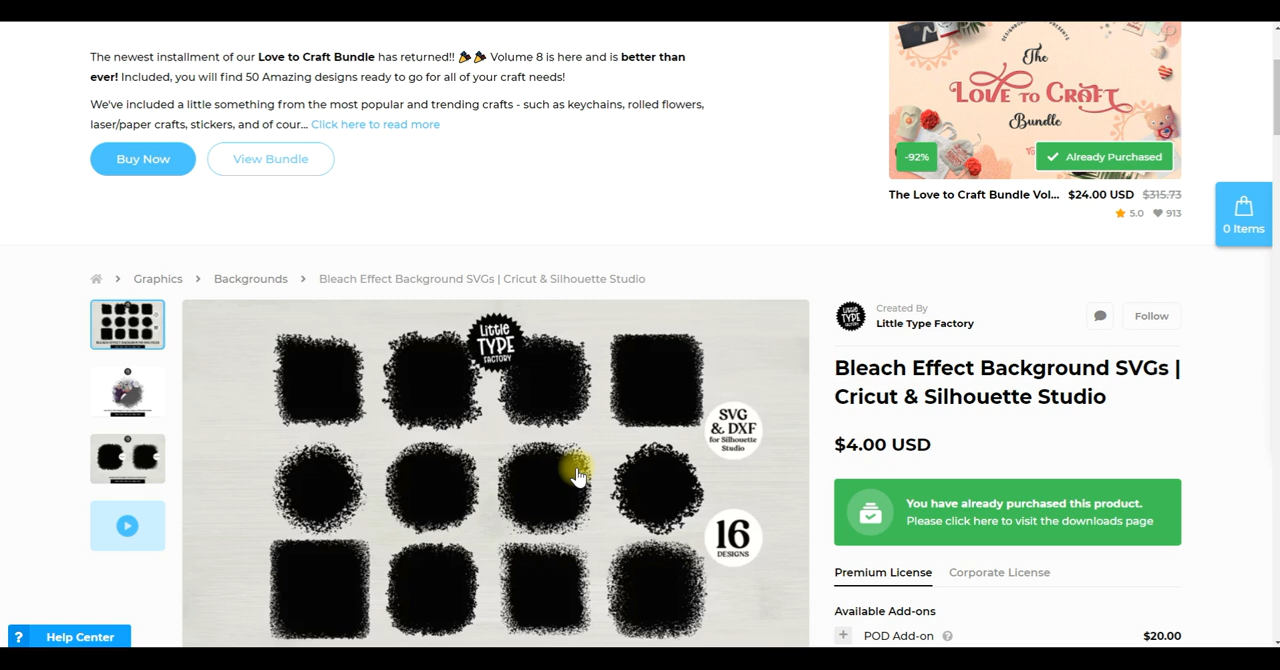 The newest installment of our Love to Craft Bundle has returned!! 🎉🎉 Volume 8 is here and is better than
ever! Included, you will find 50 Amazing designs ready to go for all of your craft needs!
We've included a little something from the most popular and trending crafts - such as keychains, rolled flowers,
laser/paper crafts, stickers, and of cour... Click here to read more
Buy Now
View Bundle
The
LOVE TO CRAFT
Bundle
-92%
Already Purchased
The Love to Craft Bundle Vol... $24.00 USD $315.73
5.0 913
0 Items
Graphics > Backgrounds > Bleach Effect Background SVGs | Cricut & Silhouette Studio
Little
TYPE
FACTORY
SVG
& DXF
for Silhouette
Studio
16
DESIGNS
Created By
Little Type Factory
Follow
Bleach Effect Background SVGs |
Cricut & Silhouette Studio
$4.00 USD
You have already purchased this product.
Please click here to visit the downloads page
Premium License
Corporate License
Available Add-ons
+ POD Add-on ? $20.00
? Help Center